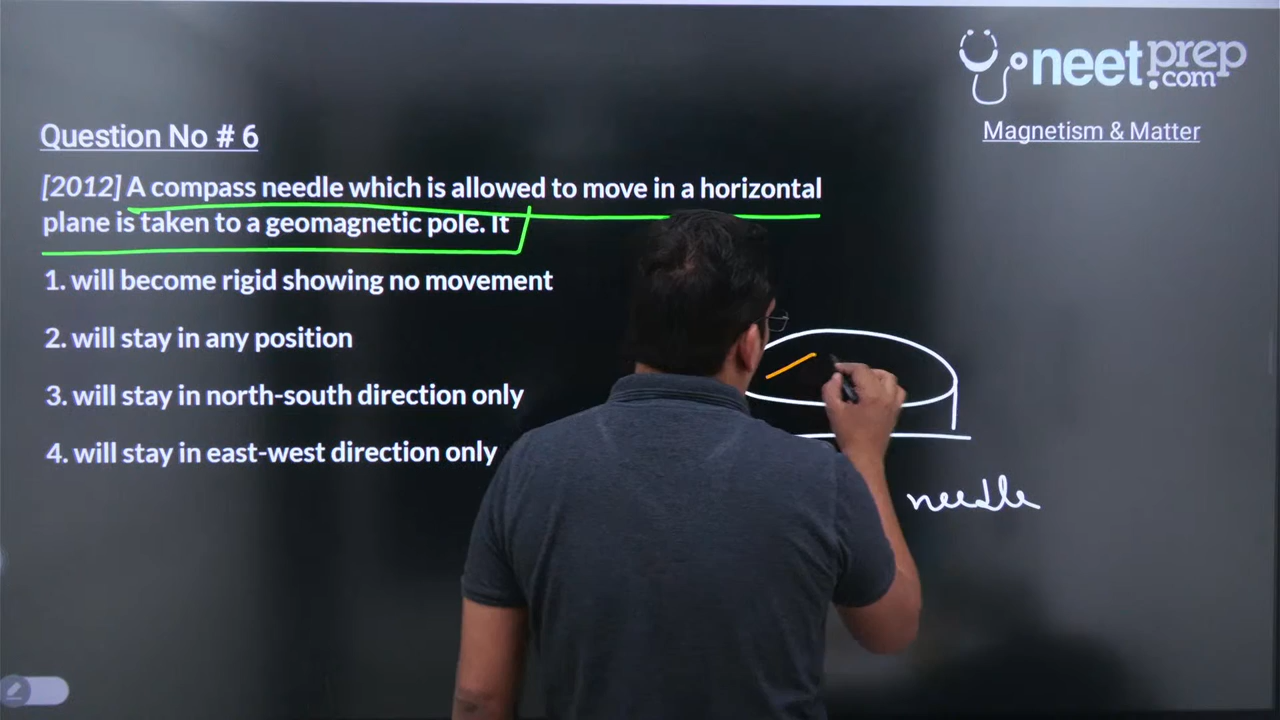 neetprep
.com
Magnetism & Matter
Question No # 6
[2012] A compass needle which is allowed to move in a horizontal
plane is taken to a geomagnetic pole. It
1. will become rigid showing no movement
2. will stay in any position
3. will stay in north-south direction only
4. will stay in east-west direction only
needle